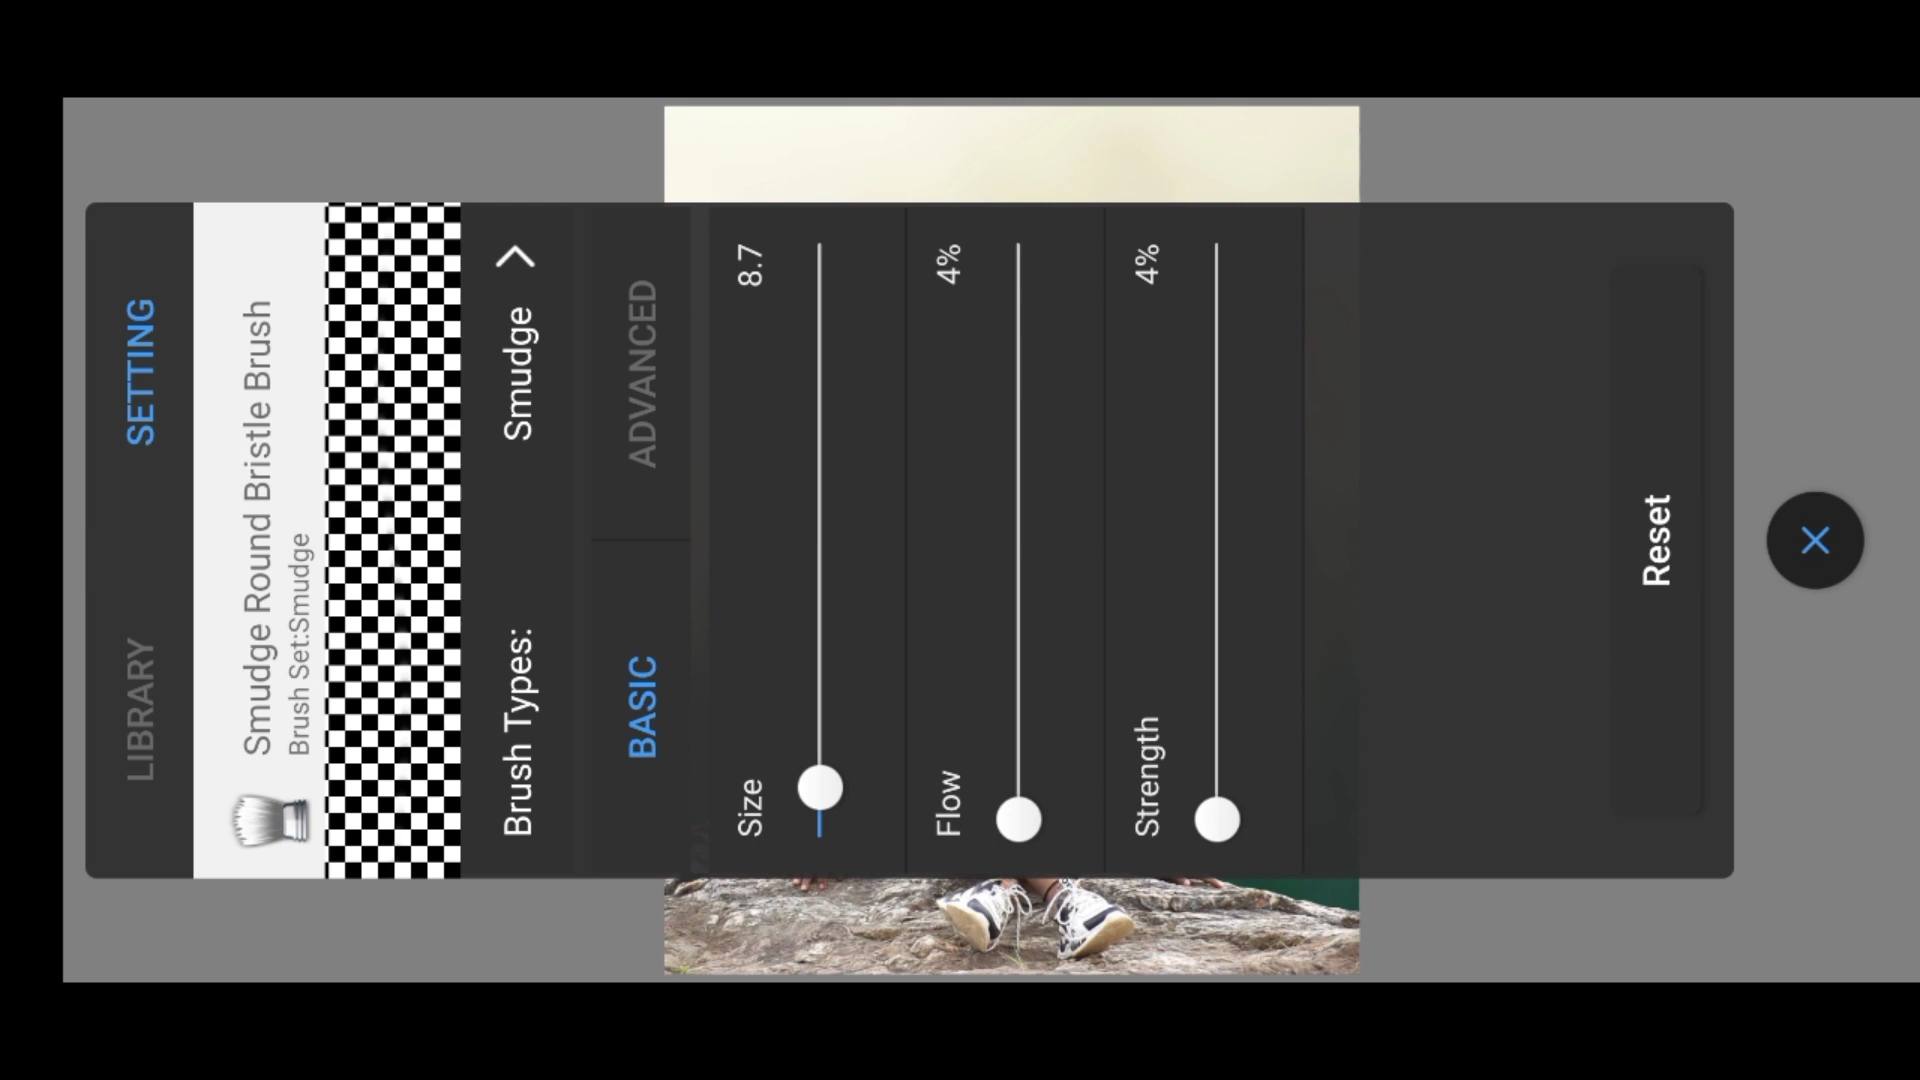 LIBRARY SETTING
Smudge Round Bristle Brush
Brush Set:Smudge
Brush Types: Smudge
BASIC ADVANCED
Size 8.7
Flow 4%
Strength 4%
Reset